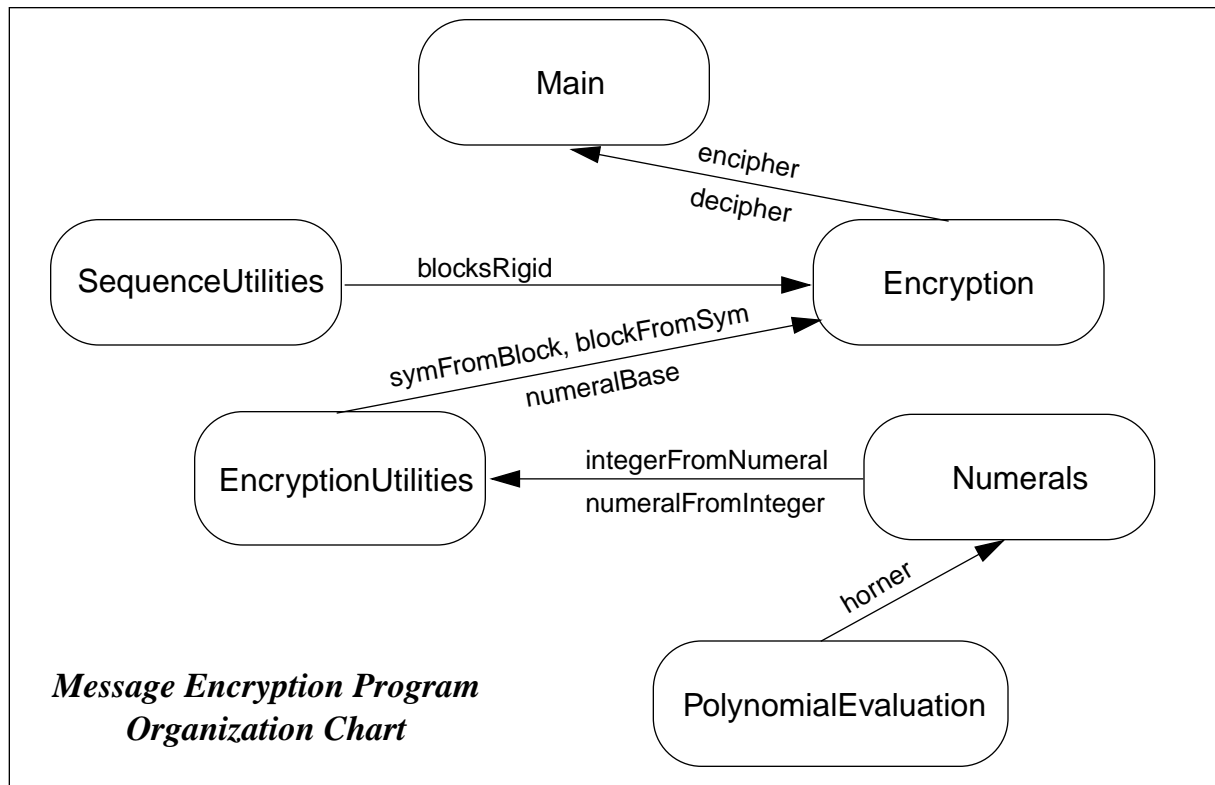 Main
encipher
decipher
SequenceUtilities
blocksRigid
Encryption
symFromBlock, blockFromSym
numeralBase
EncryptionUtilities
integerFromNumeral
numeralFromInteger
Numerals
horner
PolynomialEvaluation
Message Encryption Program
Organization Chart